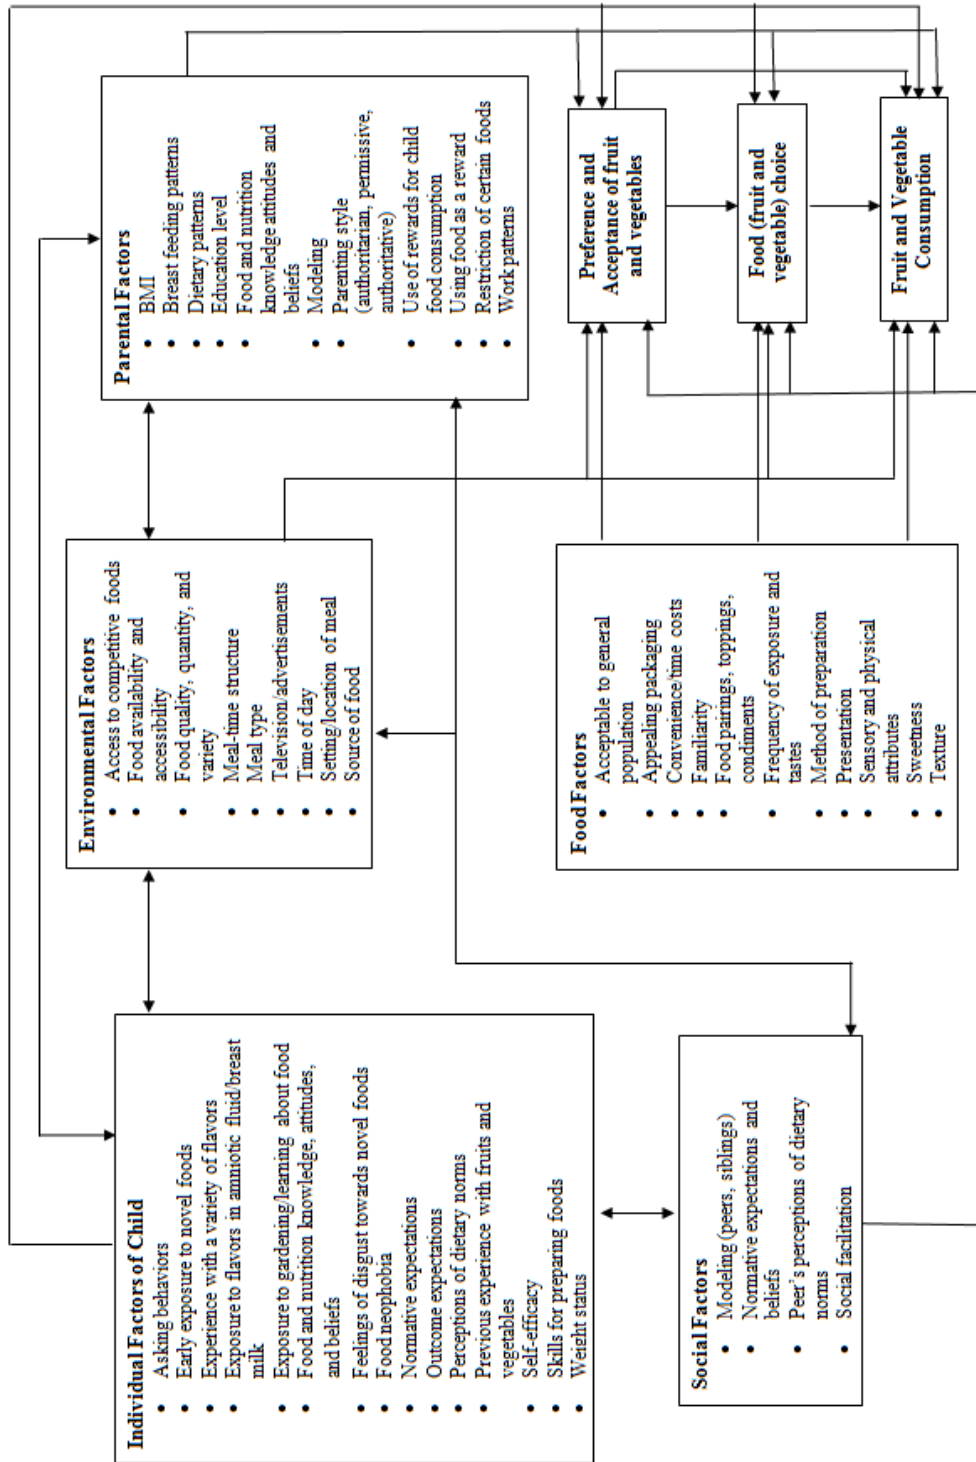 Individual Factors of Child
• Asking behaviors
• Early exposure to novel foods
• Experience with a variety of flavors
• Exposure to flavors in amniotic fluid/breast
milk
• Exposure to gardening/learning about food
• Food and nutrition knowledge, attitudes,
and beliefs
• Feelings of disgust towards novel foods
• Food neophobia
• Normative expectations
• Outcome expectations
• Perceptions of dietary norms
• Previous experience with fruits and
vegetables
• Self-efficacy
• Skills for preparing foods
• Weight status
Environmental Factors
• Access to competitive foods
• Food availability and
accessibility
• Food quality, quantity, and
variety
• Meal-time structure
• Meal type
• Television/advertisements
• Time of day
• Setting/location of meal
• Source of food
Parental Factors
• BMI
• Breast feeding patterns
• Dietary patterns
• Education level
• Food and nutrition
knowledge attitudes and
beliefs
• Modeling
• Parenting style
(authoritarian, permissive,
authoritative)
• Use of rewards for child
food consumption
• Using food as a reward
• Restriction of certain foods
• Work patterns
Social Factors
• Modeling (peers, siblings)
• Normative expectations and
beliefs
• Peer's perceptions of dietary
norms
• Social facilitation
Food Factors
• Acceptable to general
population
• Appealing packaging
• Convenience/time costs
• Familiarity
• Food pairings, toppings,
condiments
• Frequency of exposure and
tastes
• Method of preparation
• Presentation
• Sensory and physical
attributes
• Sweetness
• Texture
Preference and
Acceptance of fruit
and vegetables
Food (fruit and
vegetable) choice
Fruit and Vegetable
Consumption